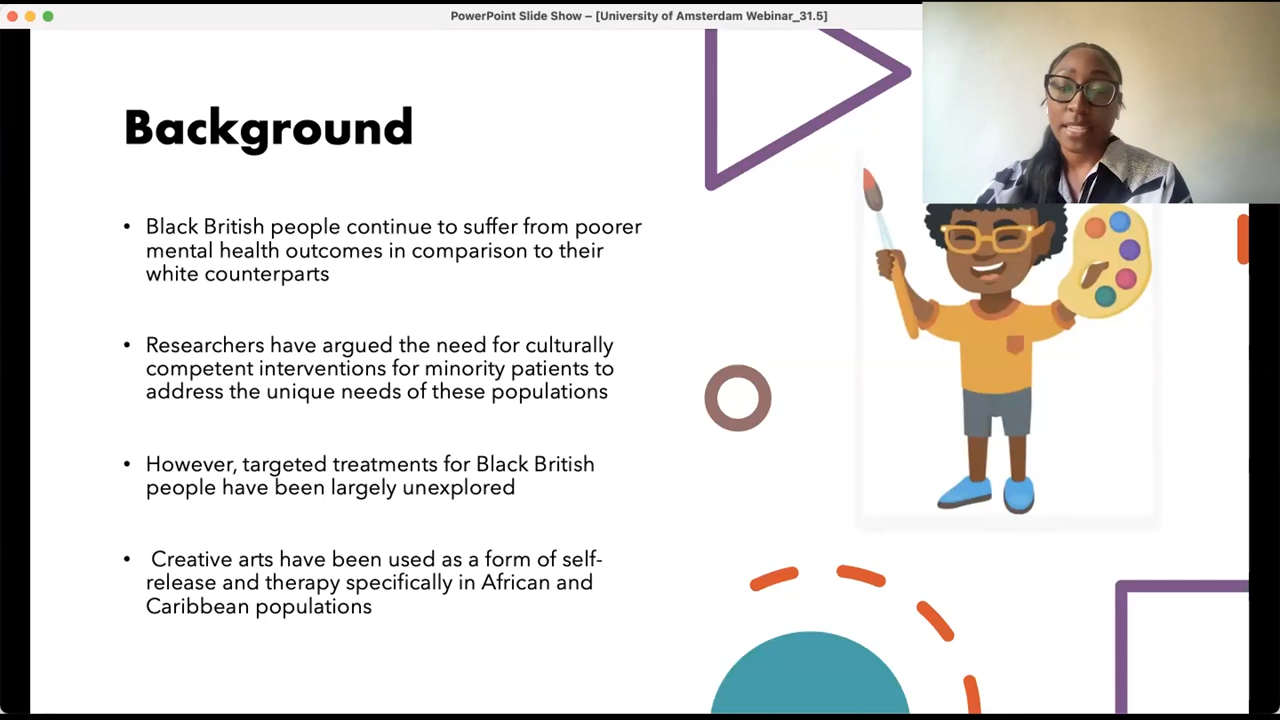 PowerPoint Slide Show – [University of Amsterdam Webinar_31.5]
Background
• Black British people continue to suffer from poorer
mental health outcomes in comparison to their
white counterparts
• Researchers have argued the need for culturally
competent interventions for minority patients to
address the unique needs of these populations
• However, targeted treatments for Black British
people have been largely unexplored
• Creative arts have been used as a form of self-
release and therapy specifically in African and
Caribbean populations